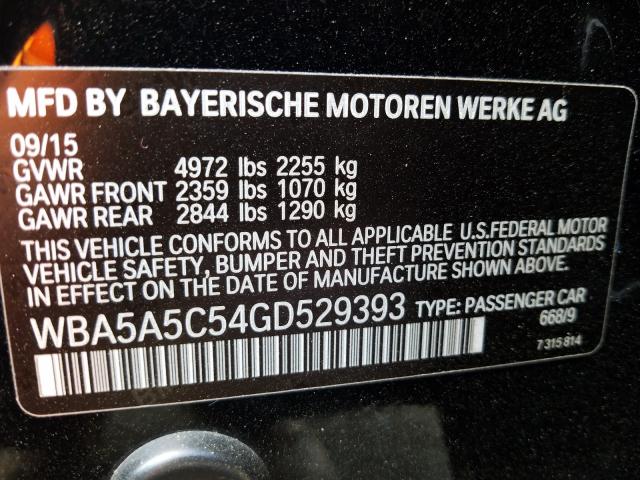 MFD BY BAYERISCHE MOTOREN WERKE AG
09/15
GVWR 4972 lbs 2255 kg
GAWR FRONT 2359 lbs 1070 kg
GAWR REAR 2844 lbs 1290 kg
THIS VEHICLE CONFORMS TO ALL APPLICABLE U.S.FEDERAL MOTOR
VEHICLE SAFETY, BUMPER AND THEFT PREVENTION STANDARDS
IN EFFECT ON THE DATE OF MANUFACTURE SHOWN ABOVE.
WBA5A5C54GD529393 TYPE: PASSENGER CAR
668/9
7 315 814